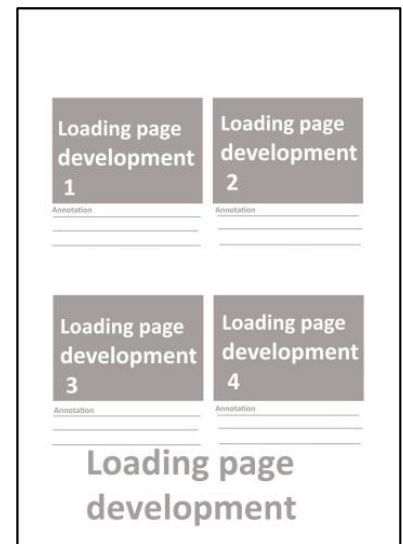 Loading page
development
1
Annotation
Loading page
development
2
Annotation
Loading page
development
3
Annotation
Loading page
development
4
Annotation
Loading page
development